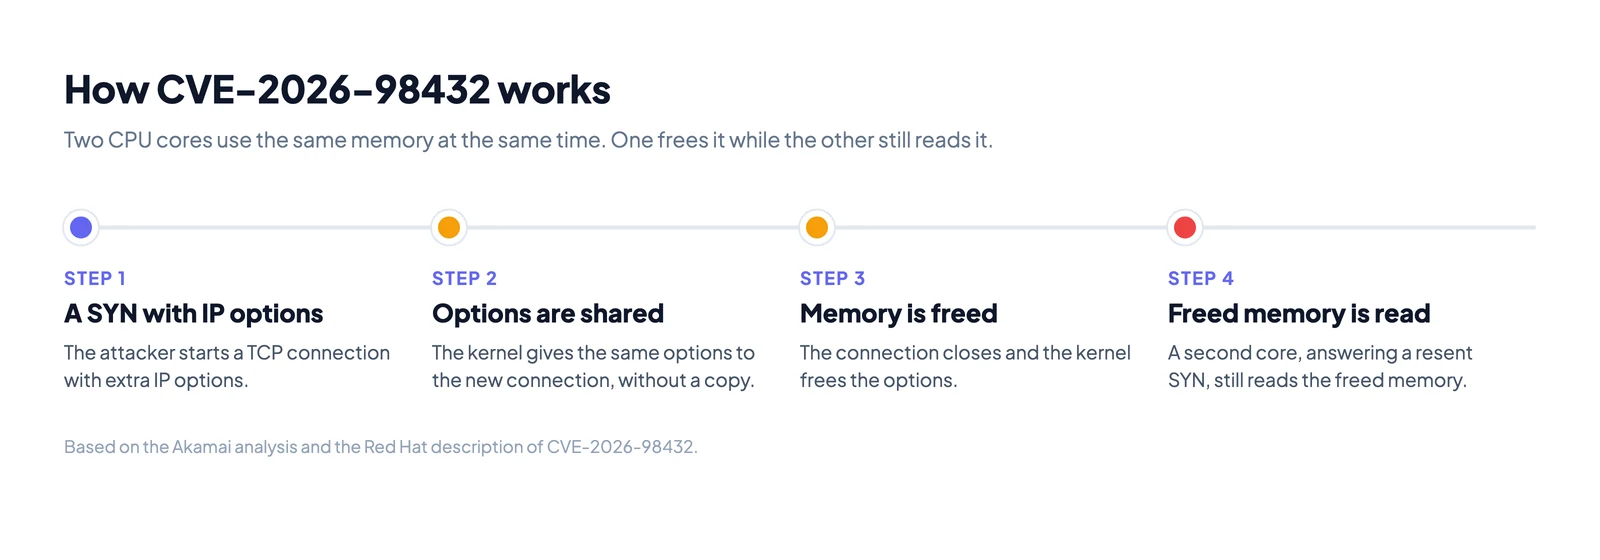 How CVE-2026-98432 works
Two CPU cores use the same memory at the same time. One frees it while the other still reads it.
STEP 1
A SYN with IP options
The attacker starts a TCP connection
with extra IP options.
STEP 2
Options are shared
The kernel gives the same options to
the new connection, without a copy.
STEP 3
Memory is freed
The connection closes and the kernel
frees the options.
STEP 4
Freed memory is read
A second core, answering a resent
SYN, still reads the freed memory.
Based on the Akamai analysis and the Red Hat description of CVE-2026-98432.